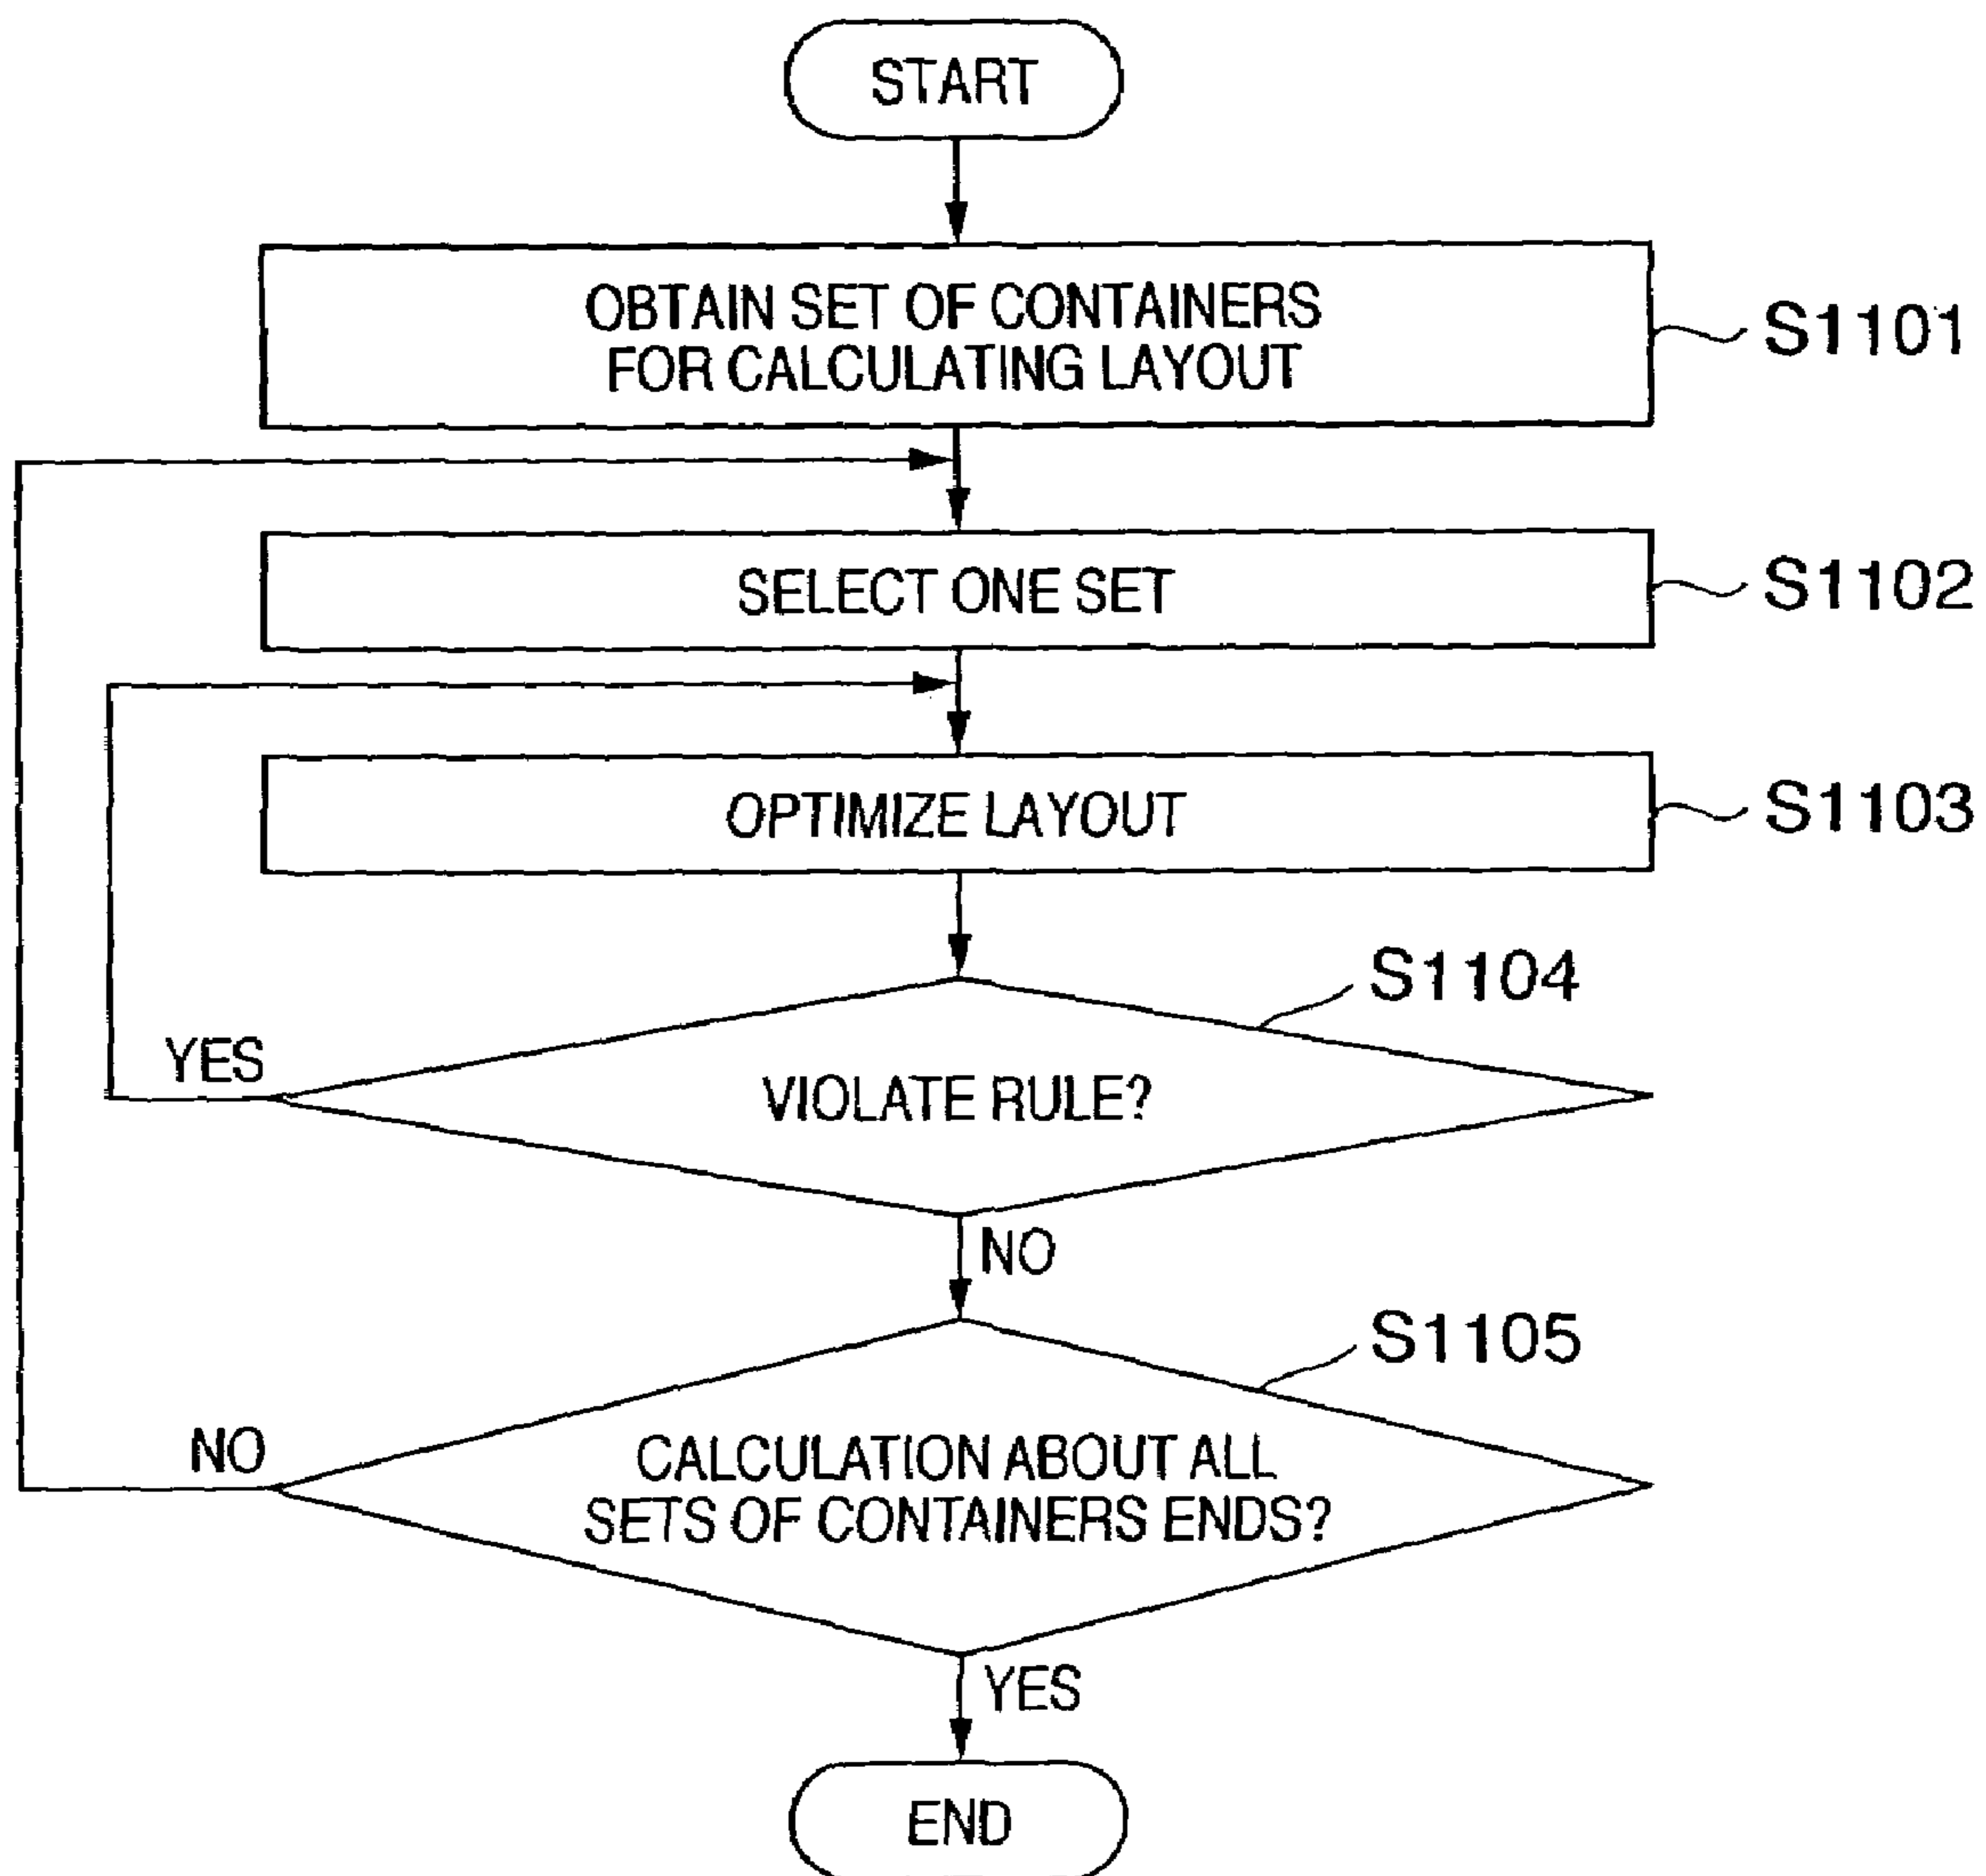 START
OBTAIN SET OF CONTAINERS
FOR CALCULATING LAYOUT
S1101
SELECT ONE SET
S1102
OPTIMIZE LAYOUT
S1103
S1104
YES
VIOLATE RULE?
NO
S1105
NO
CALCULATION ABOUT ALL
SETS OF CONTAINERS ENDS?
YES
END